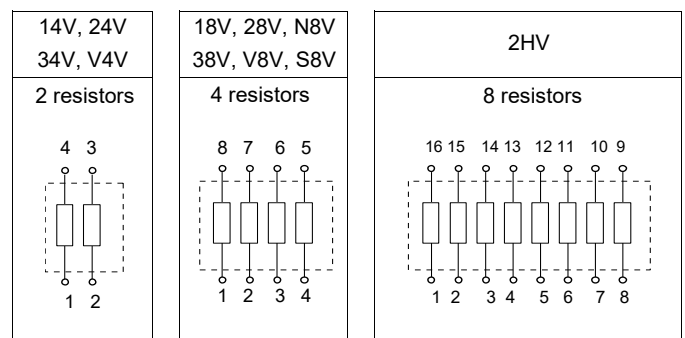 14V, 24V
34V, V4V
2 resistors
4 3
1 2
18V, 28V, N8V
38V, V8V, S8V
4 resistors
8 7 6 5
1 2 3 4
2HV
8 resistors
16 15 14 13 12 11 10 9
1 2 3 4 5 6 7 8